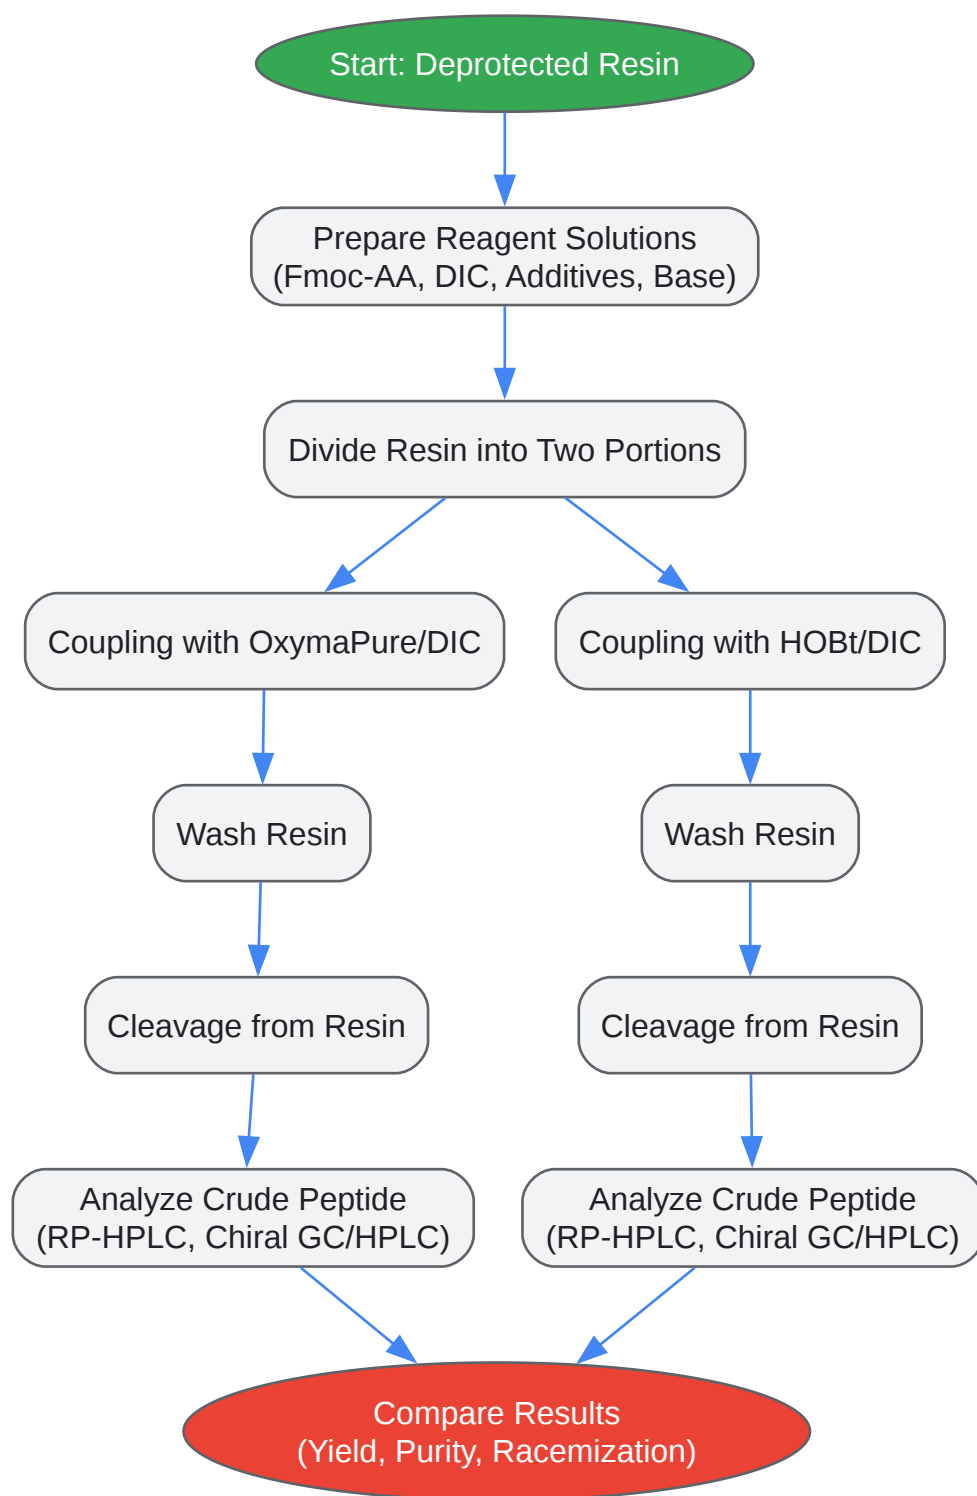 Start: Deprotected Resin
Prepare Reagent Solutions
(Fmoc-AA, DIC, Additives, Base)
Divide Resin into Two Portions
Coupling with OxymaPure/DIC
Coupling with HOBt/DIC
Wash Resin
Wash Resin
Cleavage from Resin
Cleavage from Resin
Analyze Crude Peptide
(RP-HPLC, Chiral GC/HPLC)
Analyze Crude Peptide
(RP-HPLC, Chiral GC/HPLC)
Compare Results
(Yield, Purity, Racemization)